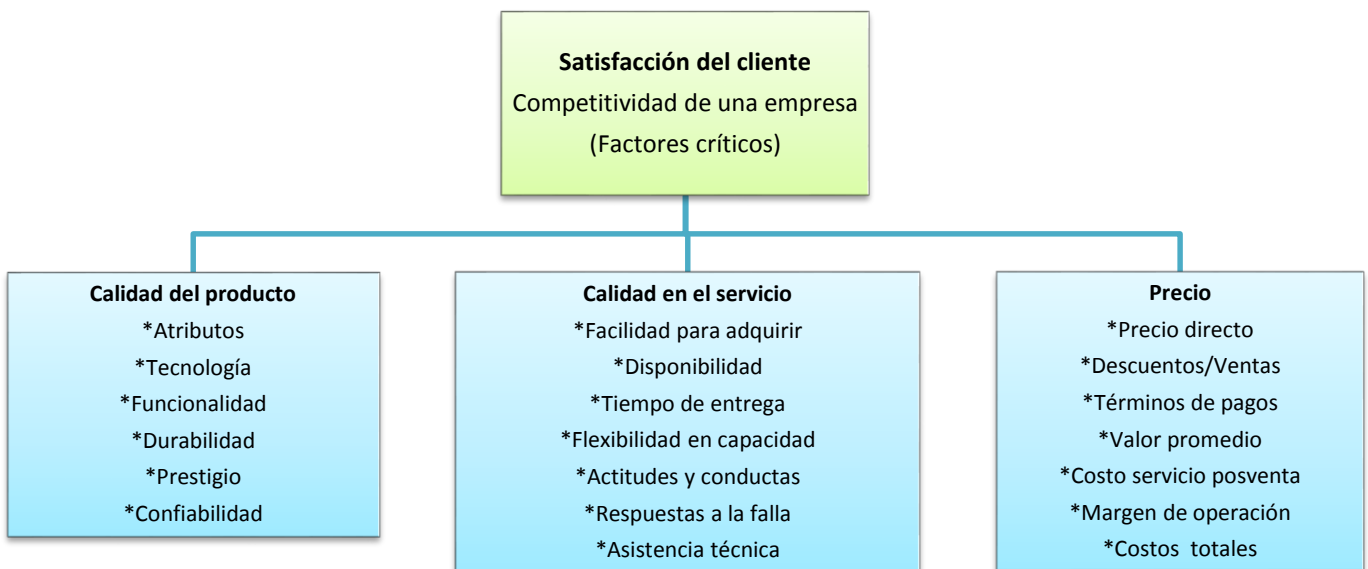 Satisfacción del cliente
Competitividad de una empresa
(Factores críticos)
Calidad del producto
*Atributos
*Tecnología
*Funcionalidad
*Durabilidad
*Prestigio
*Confiabilidad
Calidad en el servicio
*Facilidad para adquirir
*Disponibilidad
*Tiempo de entrega
*Flexibilidad en capacidad
*Actitudes y conductas
*Respuestas a la falla
*Asistencia técnica
Precio
*Precio directo
*Descuentos/Ventas
*Términos de pagos
*Valor promedio
*Costo servicio posventa
*Margen de operación
*Costos  totales